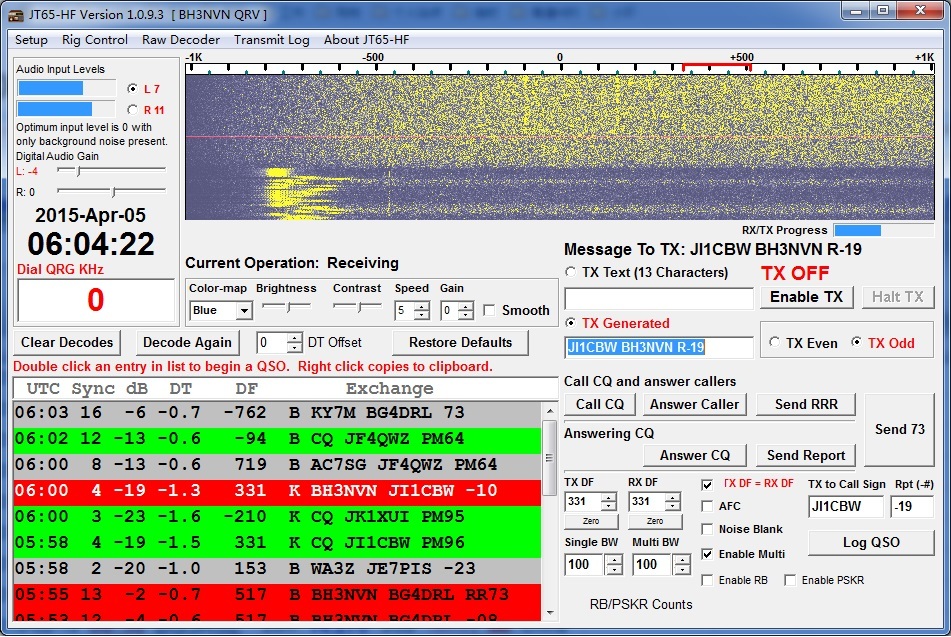 JT65-HF Version 1.0.9.3 [ BH3NVN QRV ]
Setup Rig Control Raw Decoder Transmit Log About JT65-HF
Audio Input Levels
L 7
R 11
Optimum input level is 0 with
only background noise present.
Digital Audio Gain
L: -4
R: 0
2015-Apr-05
06:04:22
Dial QRG KHz
0
-1K -500 0 +500 +1K
RX/TX Progress
Current Operation: Receiving
Color-map Brightness Contrast Speed Gain
Blue 5 0 Smooth
Message To TX: JI1CBW BH3NVN R-19
TX Text (13 Characters) TX OFF
Enable TX Halt TX
TX Generated
JI1CBW BH3NVN R-19
TX Even TX Odd
Clear Decodes Decode Again 0 DT Offset Restore Defaults
Double click an entry in list to begin a QSO. Right click copies to clipboard.
UTC Sync dB DT DF Exchange
06:03 16 -6 -0.7 -762 B KY7M BG4DRL 73
06:02 12 -13 -0.6 -94 B CQ JF4QWZ PM64
06:00 8 -13 -0.6 719 B AC7SG JF4QWZ PM64
06:00 4 -19 -1.3 331 K BH3NVN JI1CBW -10
06:00 3 -23 -1.6 -210 K CQ JK1XUI PM95
05:58 4 -19 -1.5 331 K CQ JI1CBW PM96
05:58 2 -20 -1.0 153 B WA3Z JE7PIS -23
05:55 13 -2 -0.7 517 B BH3NVN BG4DRL RR73
05:53 12 -4 -0.6 517 B BH3NVN BG4DRL -08
Call CQ and answer callers
Call CQ Answer Caller Send RRR
Send 73
Answering CQ
Answer CQ Send Report
TX DF RX DF
331 331
Zero Zero
Single BW Multi BW
100 100
TX DF = RX DF
AFC
Noise Blank
Enable Multi
Enable RB Enable PSKR
TX to Call Sign Rpt (-#)
JI1CBW -19
Log QSO
RB/PSKR Counts